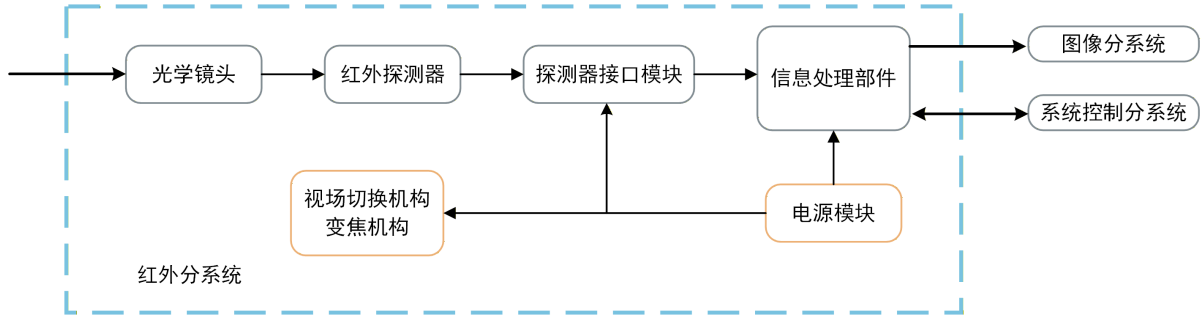 光学镜头
红外探测器
探测器接口模块
信息处理部件
图像分系统
系统控制分系统
视场切换机构
变焦机构
电源模块
红外分系统